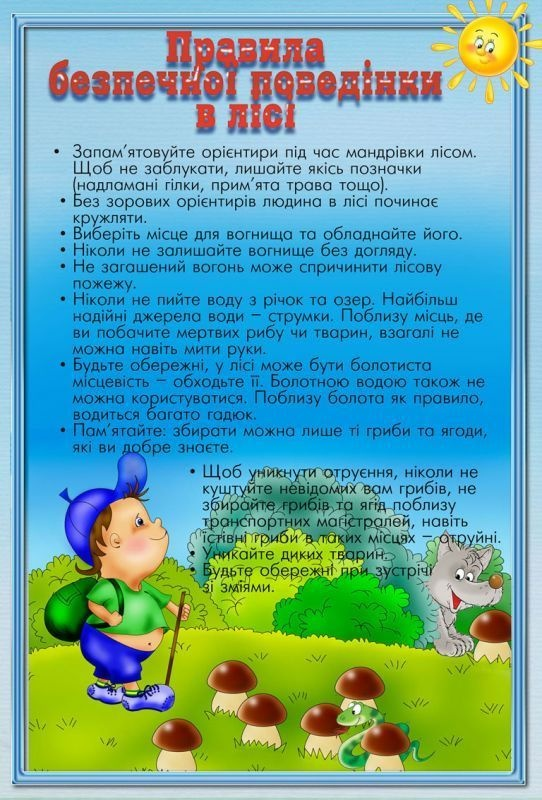 Правила
безпечної поведінки
в лісі
• Запам'ятовуйте орієнтири під час мандрівки лісом.
Щоб не заблукати, лишайте якісь позначки
(надламані гілки, прим'ята трава тощо).
• Без зорових орієнтирів людина в лісі починає
кружляти.
• Виберіть місце для вогнища та обладнайте його.
• Ніколи не залишайте вогнище без догляду.
• Не загашений вогонь може спричинити лісову
пожежу.
• Ніколи не пийте воду з річок та озер. Найбільш
надійні джерела води – струмки. Поблизу місць, де
ви побачите мертвих рибу чи тварин, взагалі не
можна навіть мити руки.
• Будьте обережні, у лісі може бути болотиста
місцевість – обходьте її. Болотною водою також не
можна користуватися. Поблизу болота як правило,
водиться багато гадюк.
• Пам'ятайте: збирати можна лише ті гриби та ягоди,
які ви добре знаєте.
• Щоб уникнути отруєння, ніколи не
куштуйте невідомих вам грибів, не
збирайте грибів та ягід поблизу
транспортних магістралей, навіть
їстівні гриби в таких місцях – отруйні.
• Уникайте диких тварин.
• Будьте обережні при зустрічі
зі зміями.